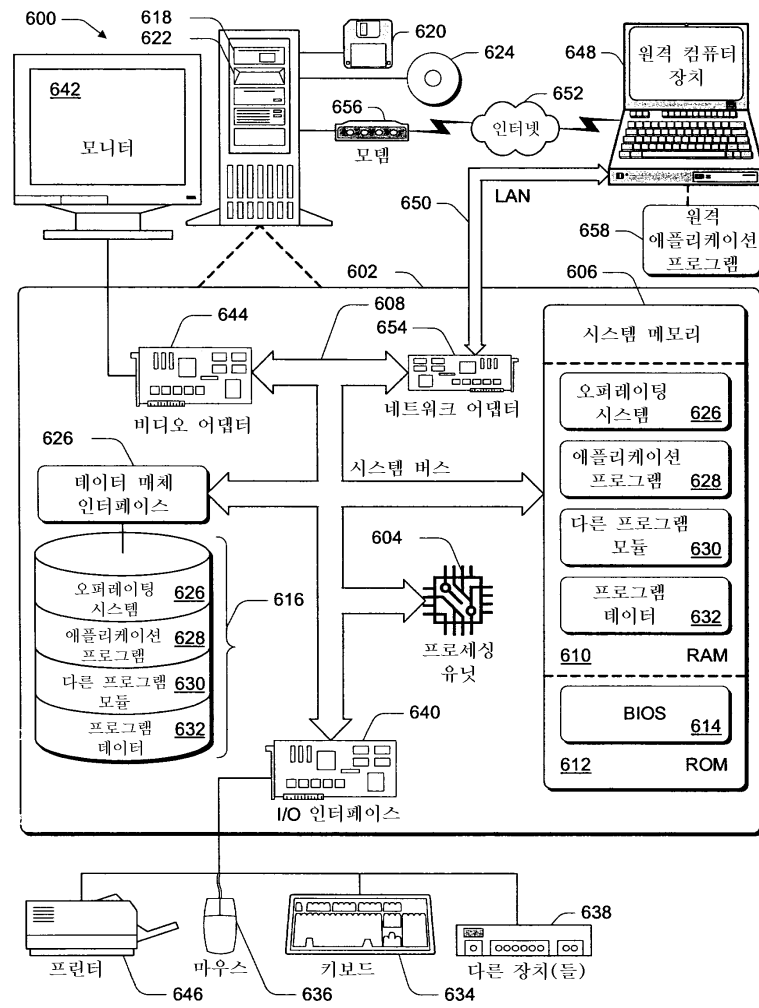 600
618
622
620
624
648
원격 컴퓨터
장치
642
모니터
656
모뎀
652
인터넷
650
LAN
658
원격
애플리케이션
프로그램
602
606
644
608
654
시스템 메모리
비디오 어댑터
네트워크 어댑터
오퍼레이팅
시스템
626
626
데이터 매체
인터페이스
시스템 버스
애플리케이션
프로그램
628
다른 프로그램
모듈
630
604
프로세싱
유닛
프로그램
데이터
632
610
RAM
오퍼레이팅
시스템
626
616
애플리케이션
프로그램
628
다른 프로그램
모듈
630
프로그램
데이터
632
640
I/O 인터페이스
BIOS
614
612
ROM
프린터
646
마우스
636
키보드
634
638
다른 장치(들)